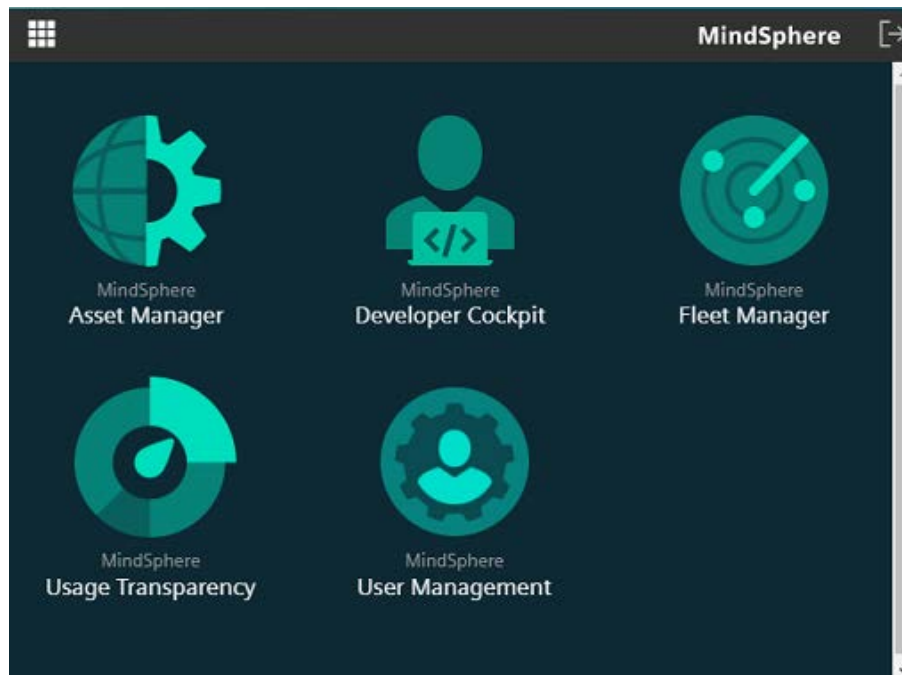 MindSphere
MindSphere
Asset Manager
MindSphere
Developer Cockpit
MindSphere
Fleet Manager
</>
MindSphere
Usage Transparency
MindSphere
User Management